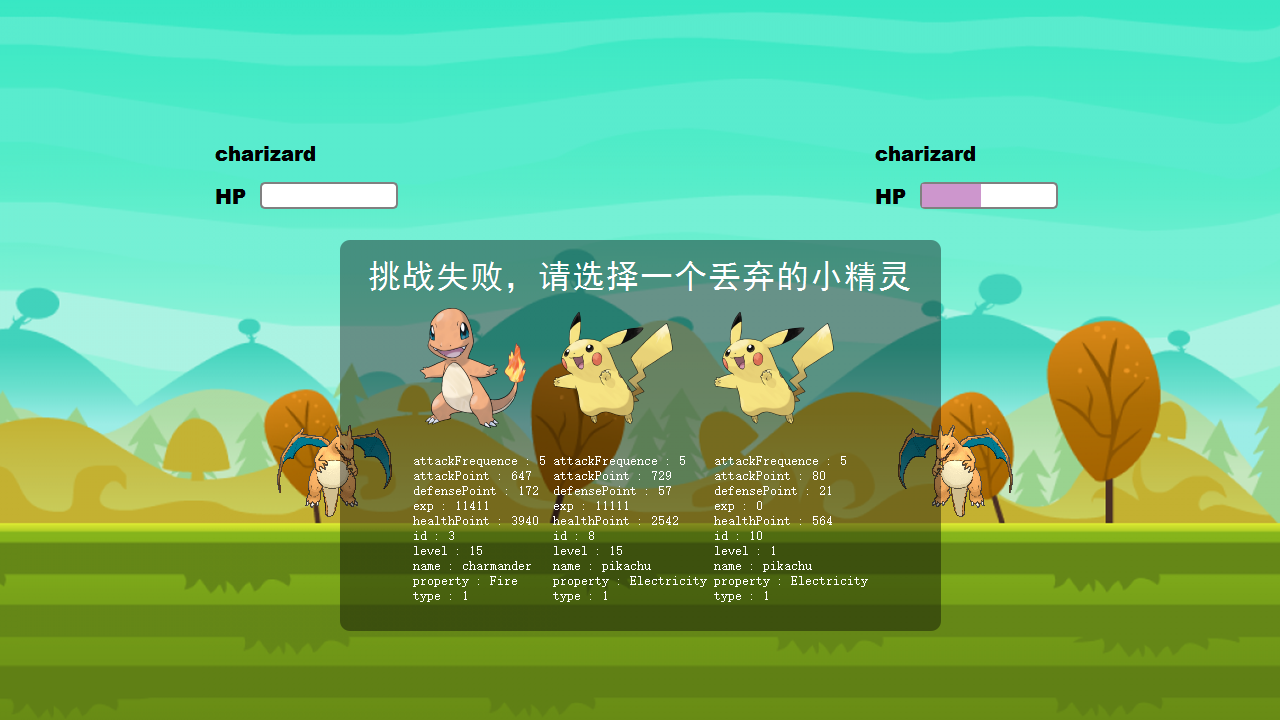 charizard
HP
charizard
HP
挑战失败，请选择一个丢弃的小精灵
attackFrequence : 5
attackPoint : 647
defensePoint : 172
exp : 11411
healthPoint : 3940
id : 3
level : 15
name : charmander
property : Fire
type : 1
attackFrequence : 5
attackPoint : 729
defensePoint : 57
exp : 11111
healthPoint : 2542
id : 8
level : 15
name : pikachu
property : Electricity
type : 1
attackFrequence : 5
attackPoint : 80
defensePoint : 21
exp : 0
healthPoint : 564
id : 10
level : 1
name : pikachu
property : Electricity
type : 1